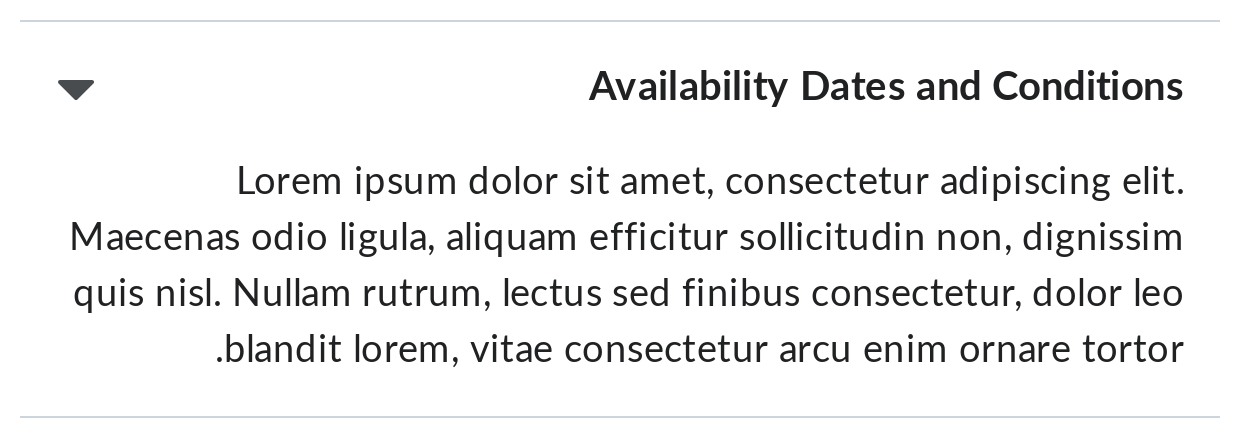 Availability Dates and Conditions
Lorem ipsum dolor sit amet, consectetur adipiscing elit.
Maecenas odio ligula, aliquam efficitur sollicitudin non, dignissim
quis nisl. Nullam rutrum, lectus sed finibus consectetur, dolor leo
.blandit lorem, vitae consectetur arcu enim ornare tortor